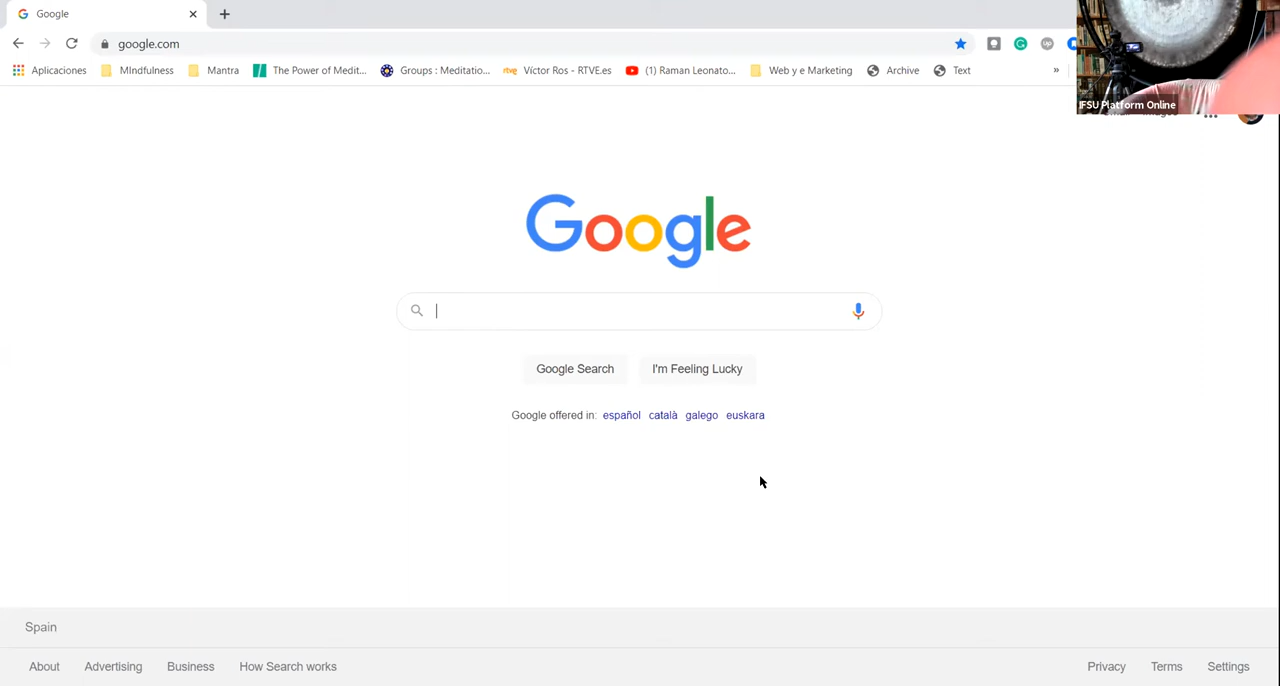 Google
google.com
Aplicaciones MIndfulness Mantra The Power of Medit... Groups : Meditatio... rtve Víctor Ros - RTVE.es (1) Raman Leonato... Web y e Marketing Archive Text »
IFSU Platform Online
Google
Google Search I'm Feeling Lucky
Google offered in: español català galego euskara
Spain
About Advertising Business How Search works Privacy Terms Settings